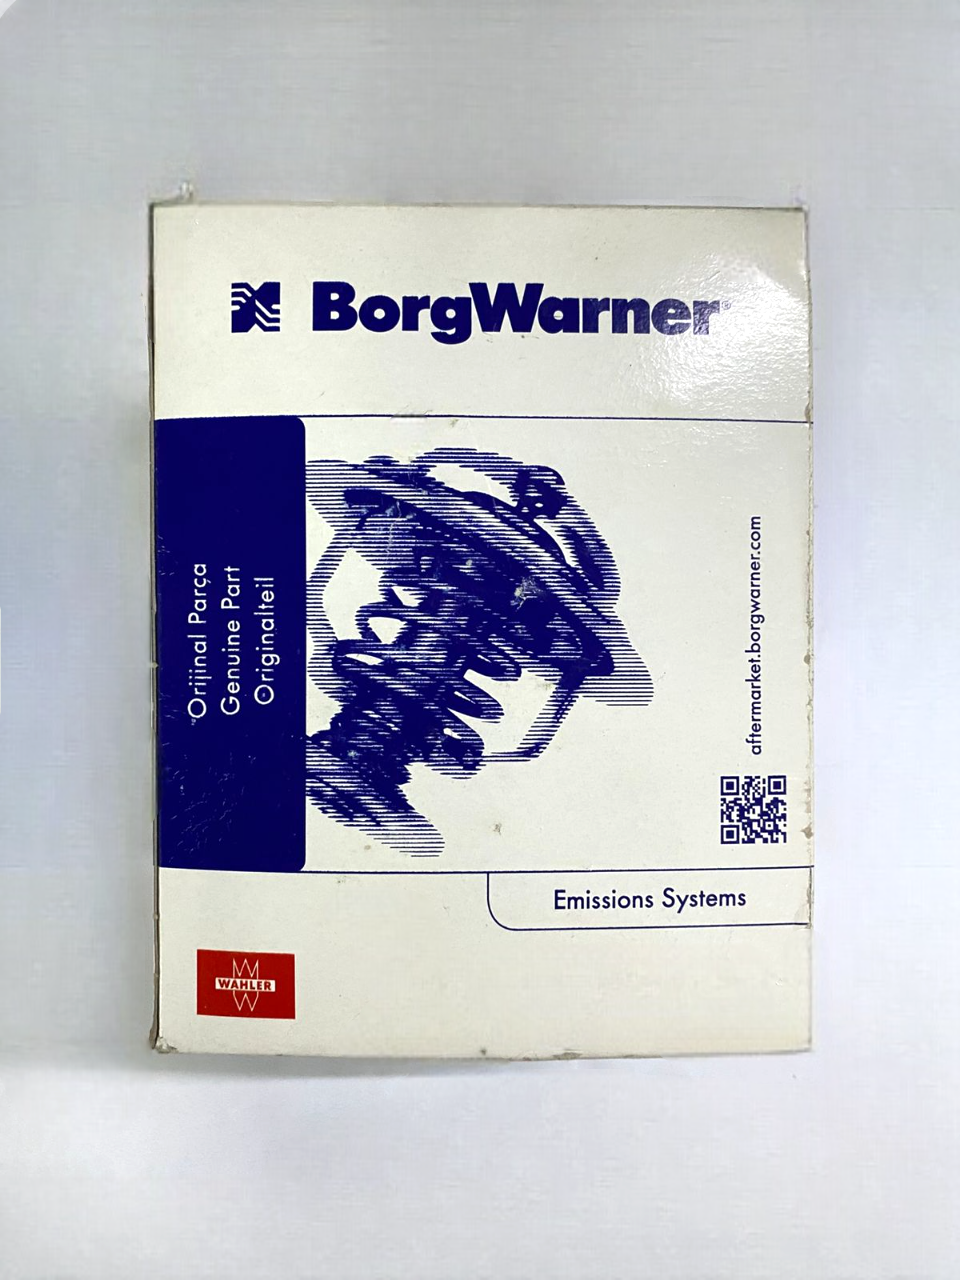 BorgWarner
Orijinal Parça
Genuine Part
Originalteil
aftermarket.borgwarner.com
Emissions Systems
WAHLER